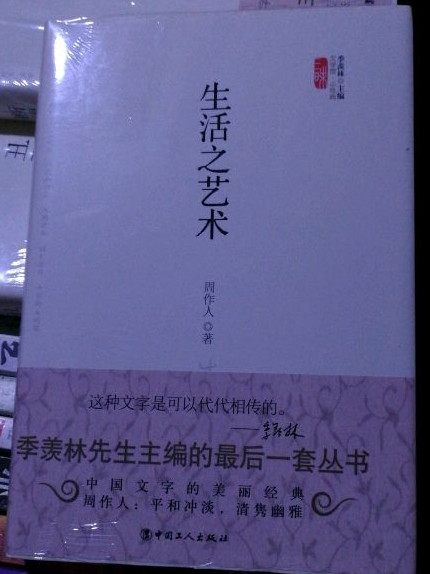 季羡林◎主编
生活之艺术
周作人◎著
这种文字是可以代代相传的。
——季羡林
季羡林先生主编的最后一套丛书
中国文字的美丽经典
周作人：平和冲淡，清隽幽雅
中国工人出版社